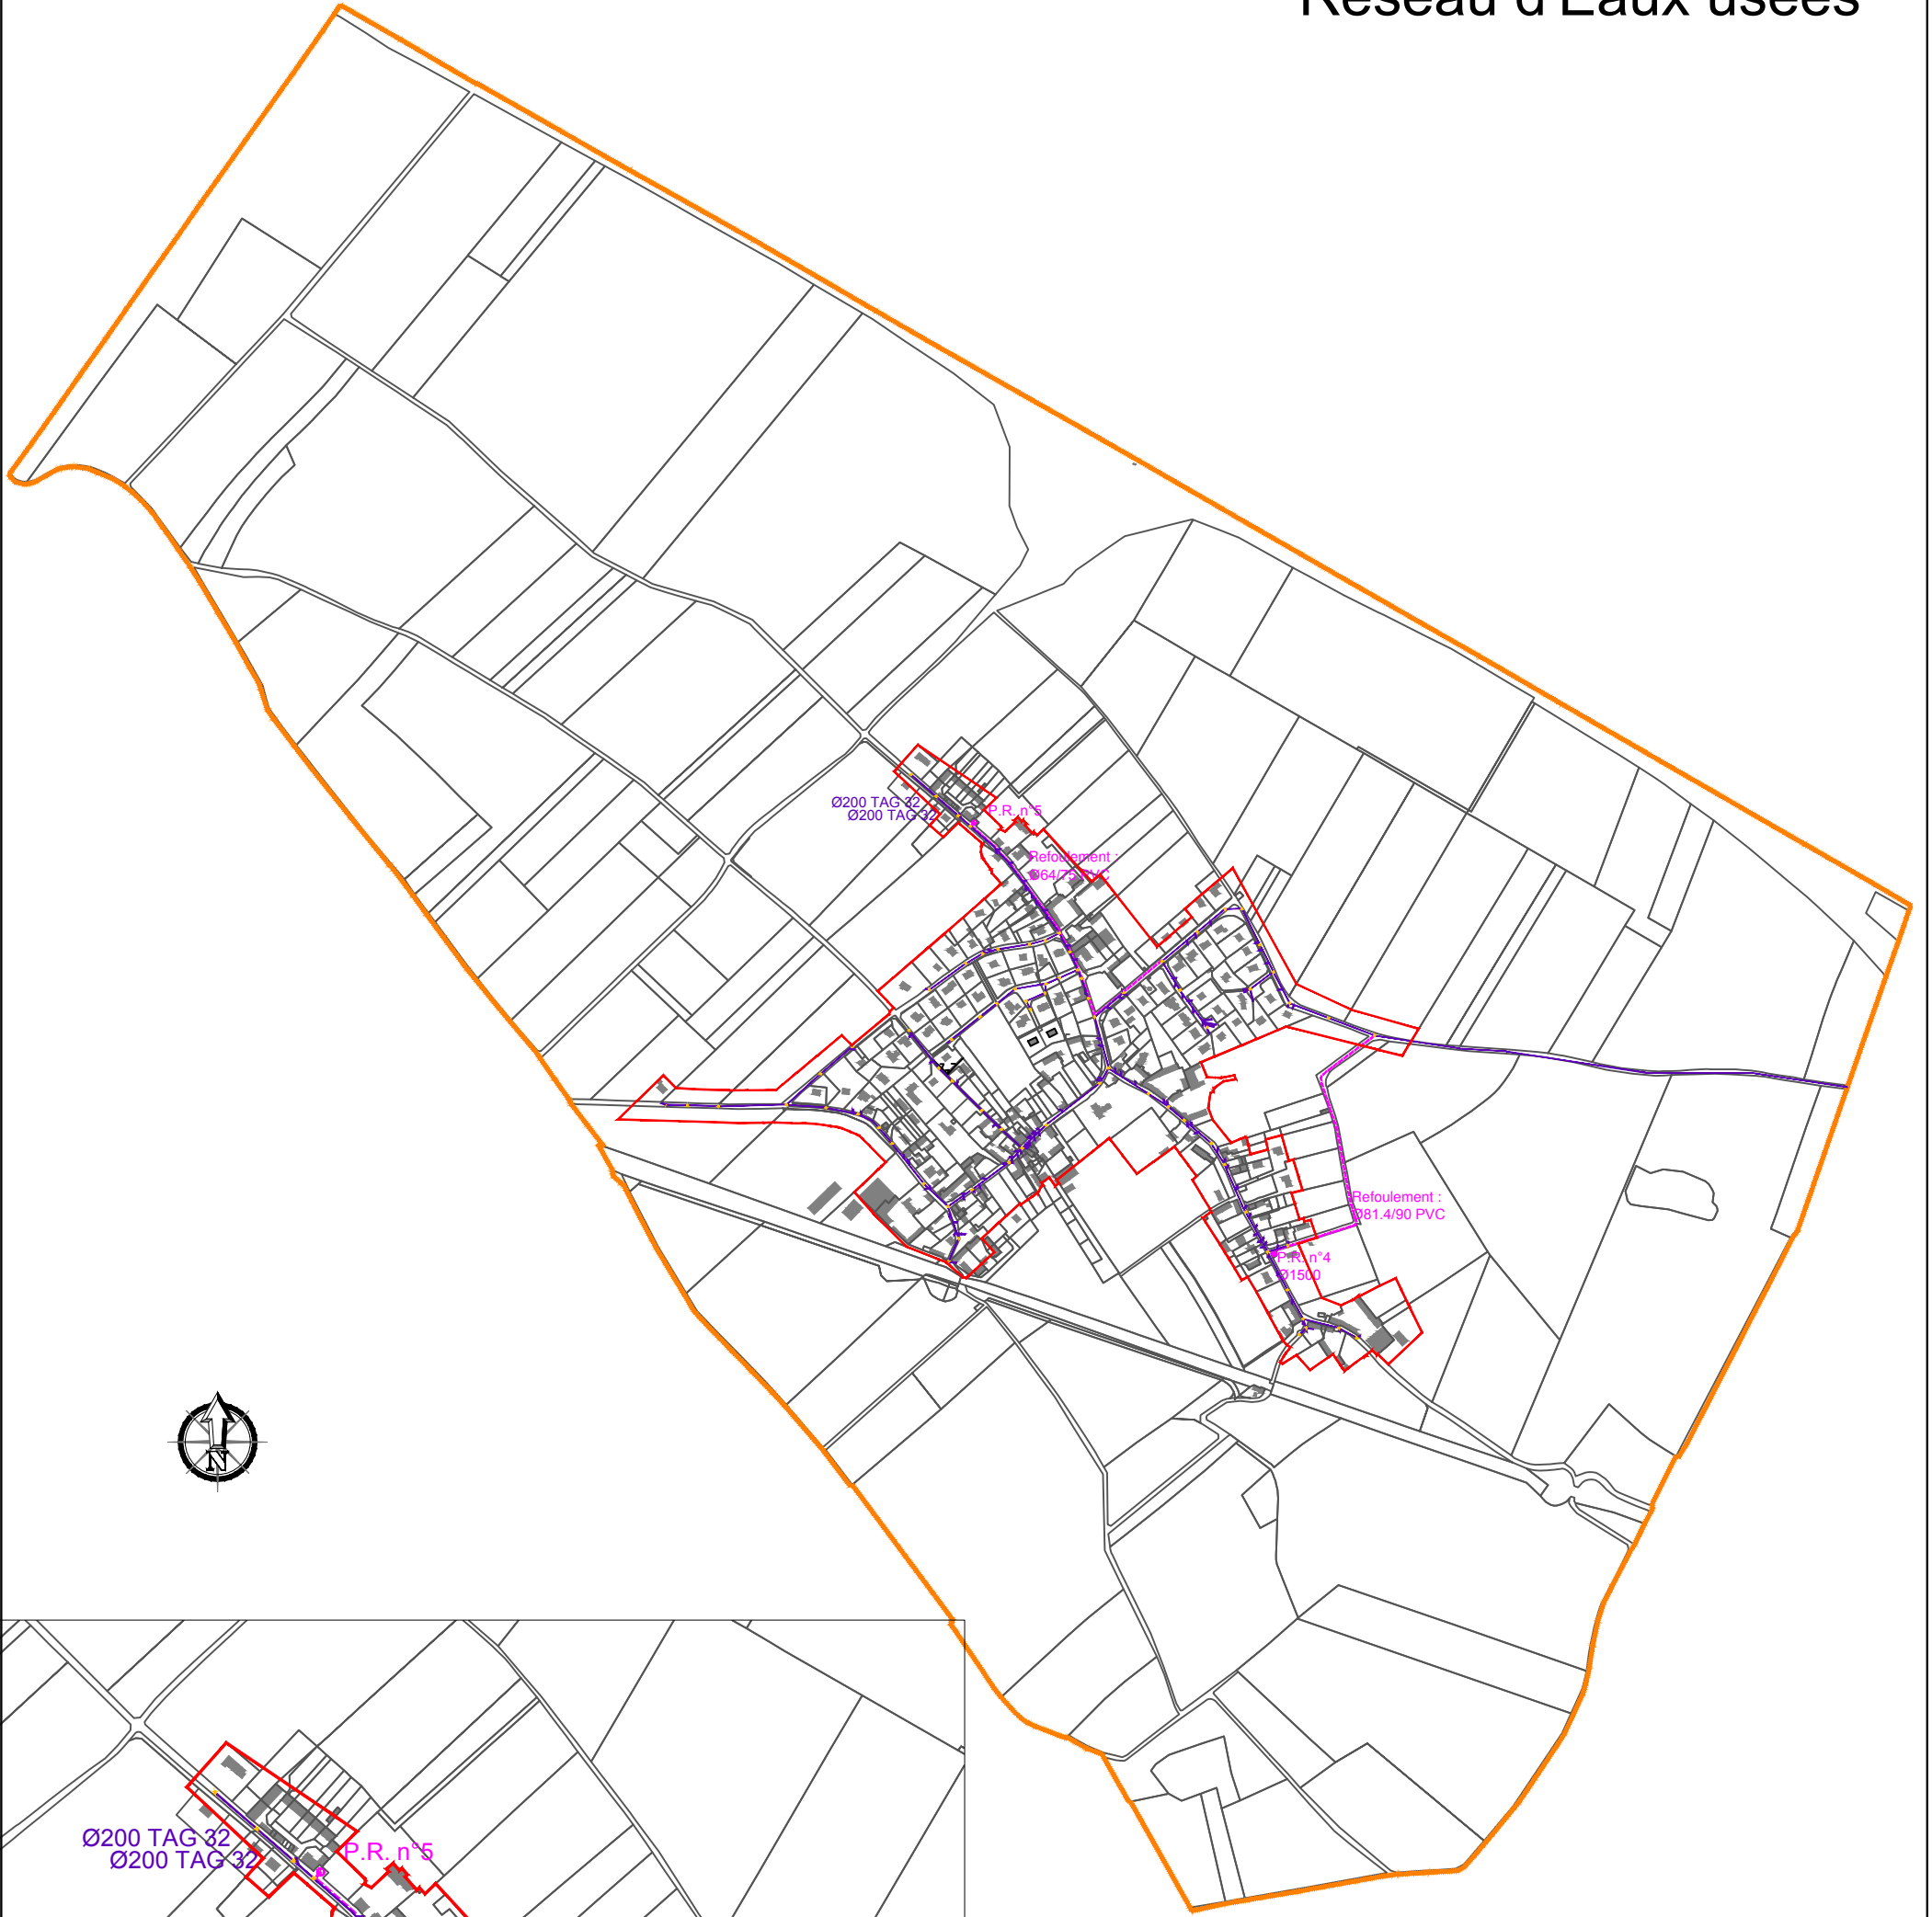 Réseau d'Eaux usées
Ø200 TAG 32
Ø200 TAG 32
P.R. n°5
Refoulement :
Ø64/75 PVC
Refoulement :
Ø81.4/90 PVC
P.R. n°4
Ø1500
N
Ø200 TAG 32
Ø200 TAG 32
P.R. n°5